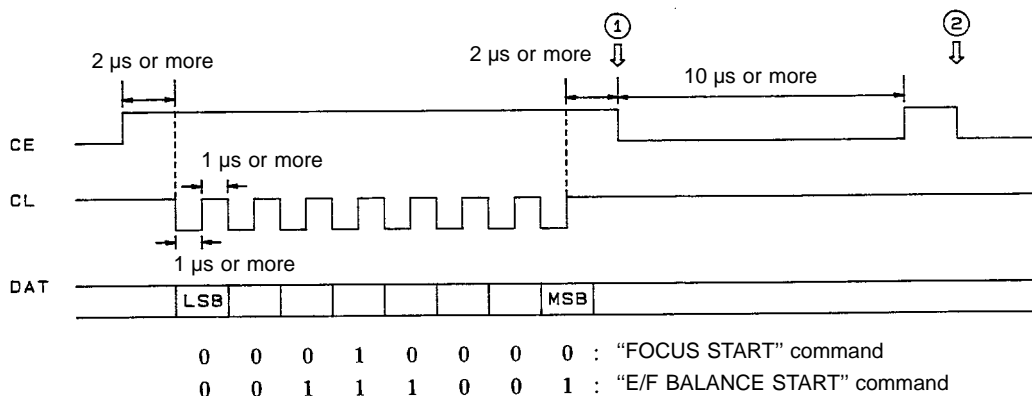 ① ②
2 µs or more 2 µs or more
10 µs or more
CE
1 µs or more
CL
1 µs or more
DAT LSB MSB
0 0 0 1 0 0 0 0 : “FOCUS START” command
0 0 1 1 1 0 0 1 : “E/F BALANCE START” command